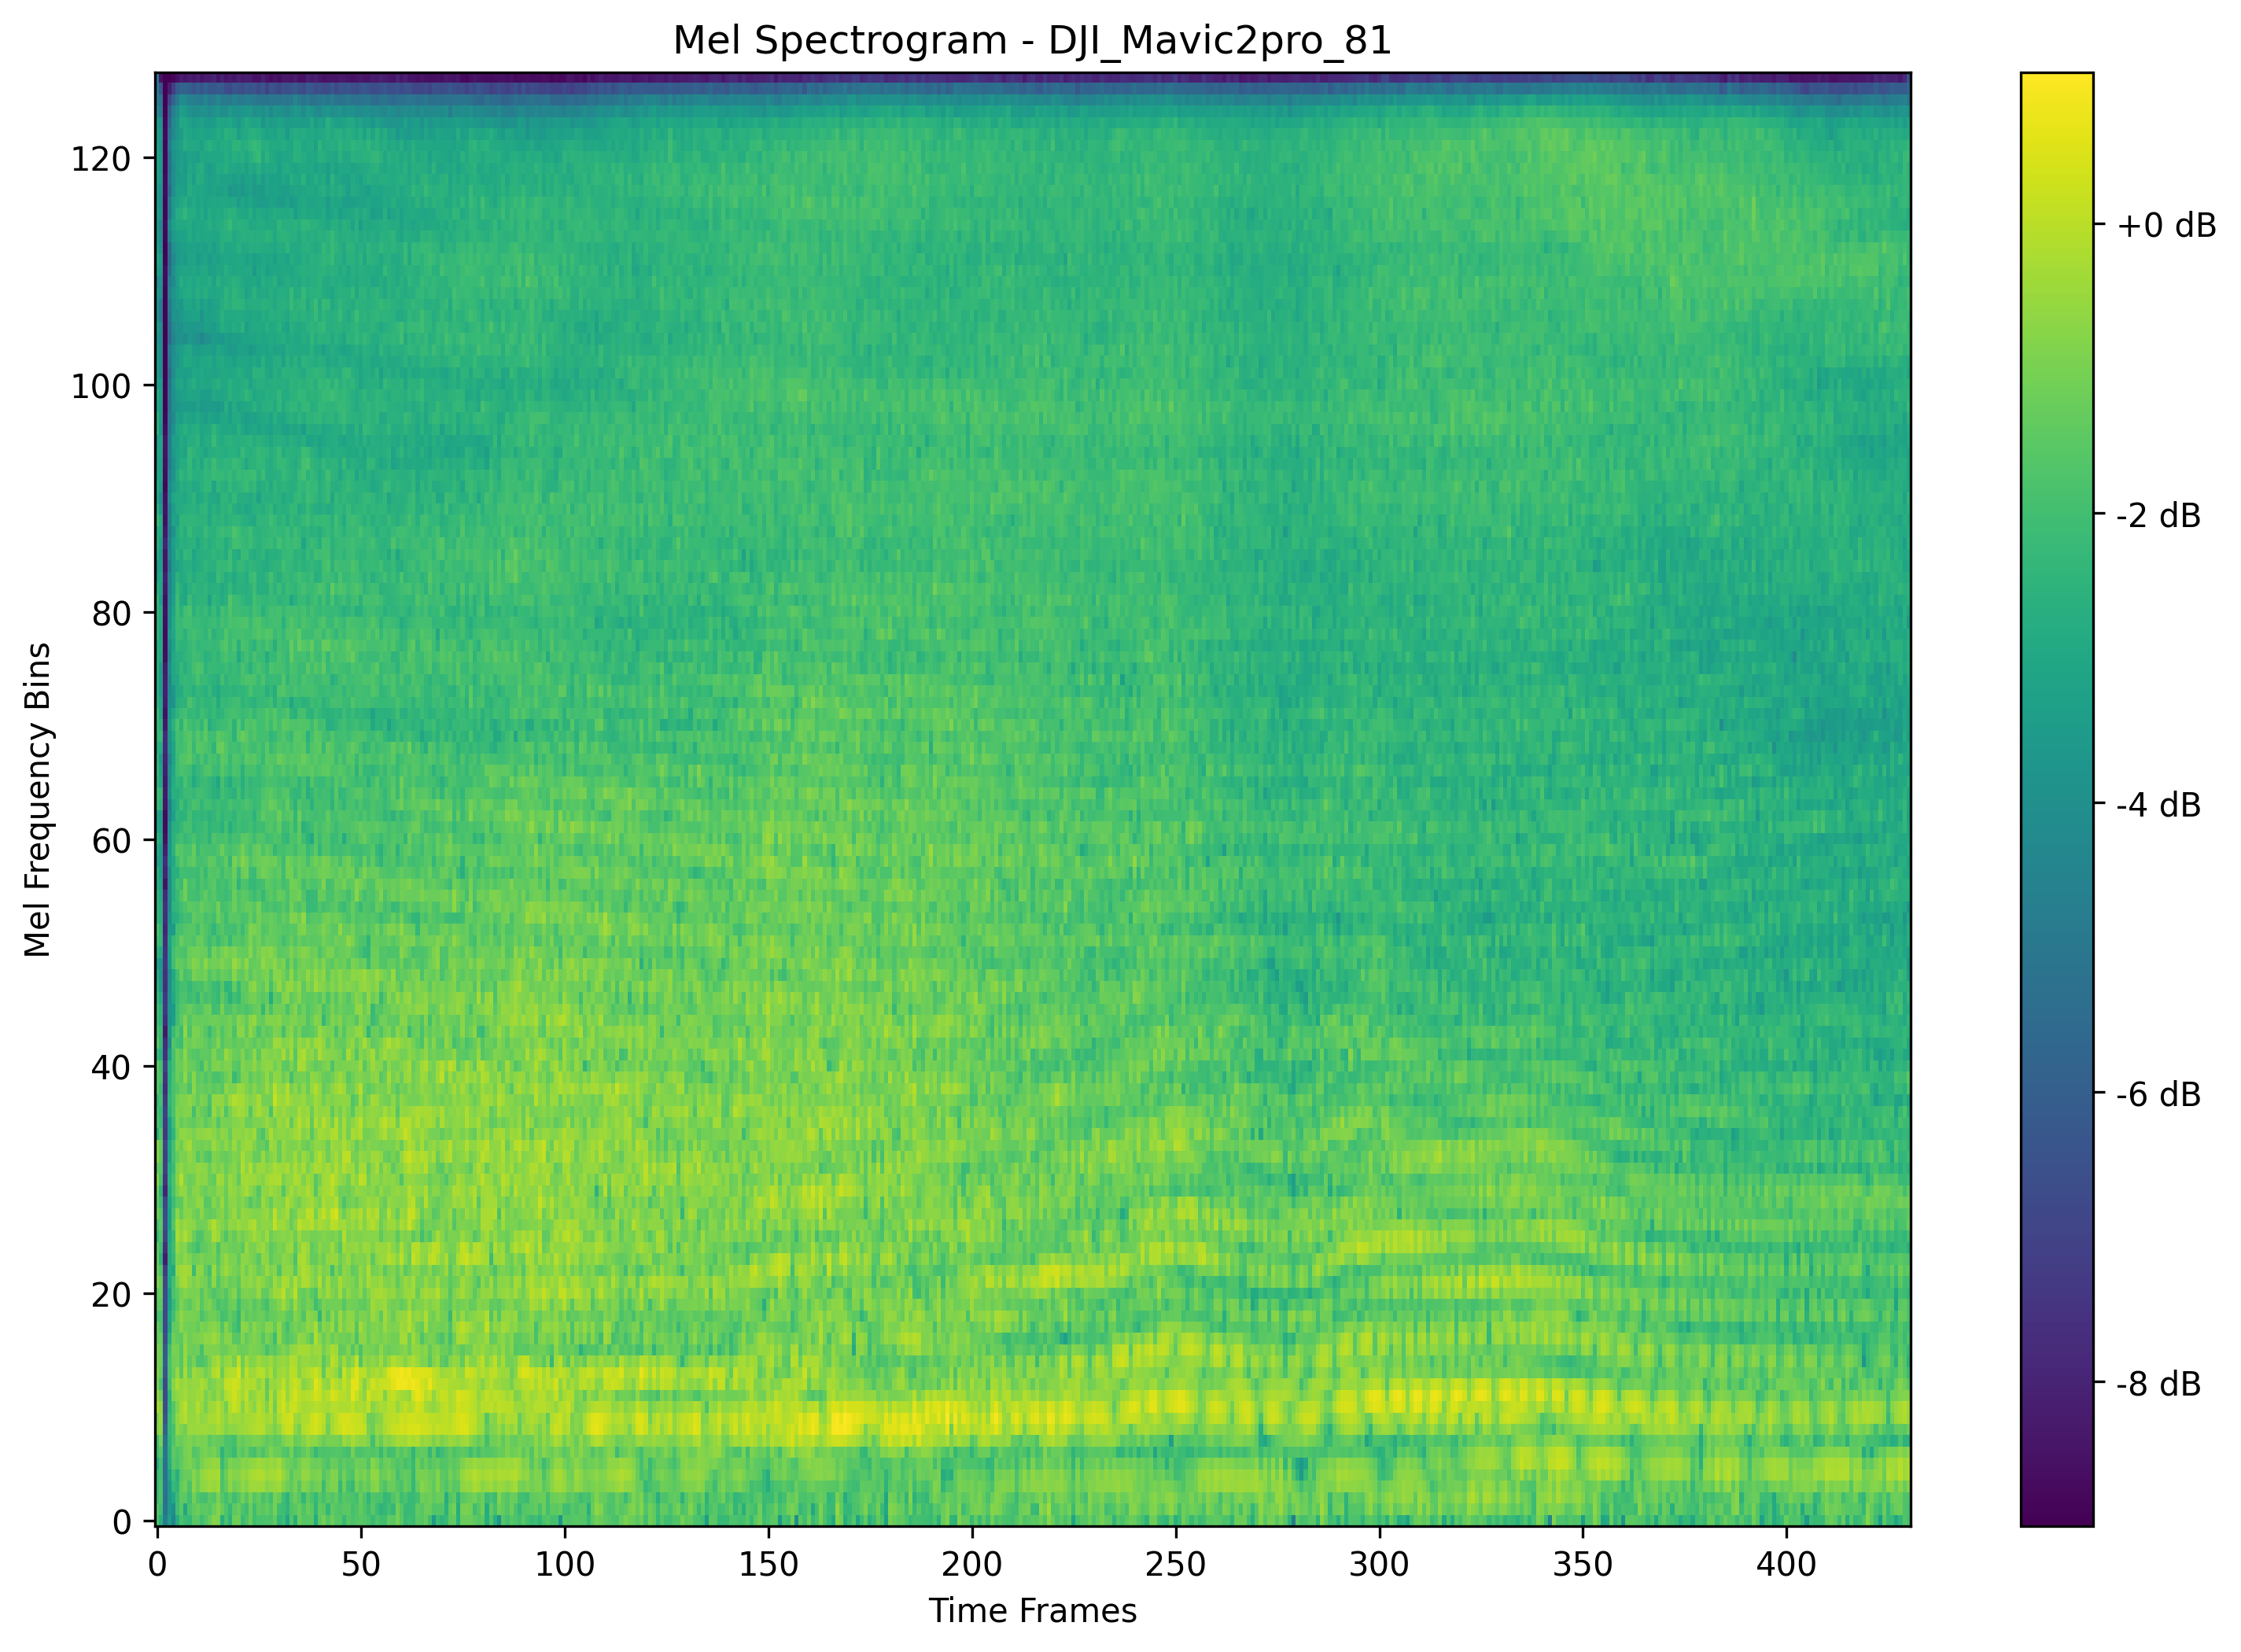 Mel Spectrogram - DJI_Mavic2pro_81
Mel Frequency Bins
120
100
80
60
40
20
0
0 50 100 150 200 250 300 350 400
Time Frames
+0 dB
-2 dB
-4 dB
-6 dB
-8 dB